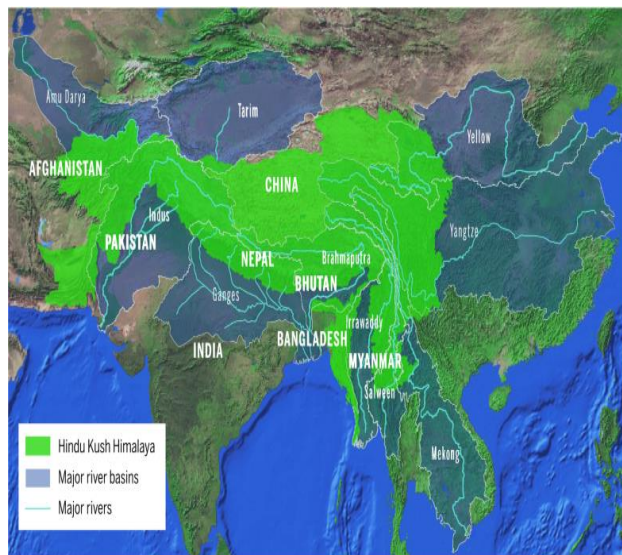 Amu Darya
Tarim
Yellow
AFGHANISTAN
CHINA
Indus
Yangtze
PAKISTAN
NEPAL
Brahmaputra
BHUTAN
Ganges
Irrawaddy
BANGLADESH
INDIA
MYANMAR
Salween
Mekong
Hindu Kush Himalaya
Major river basins
Major rivers